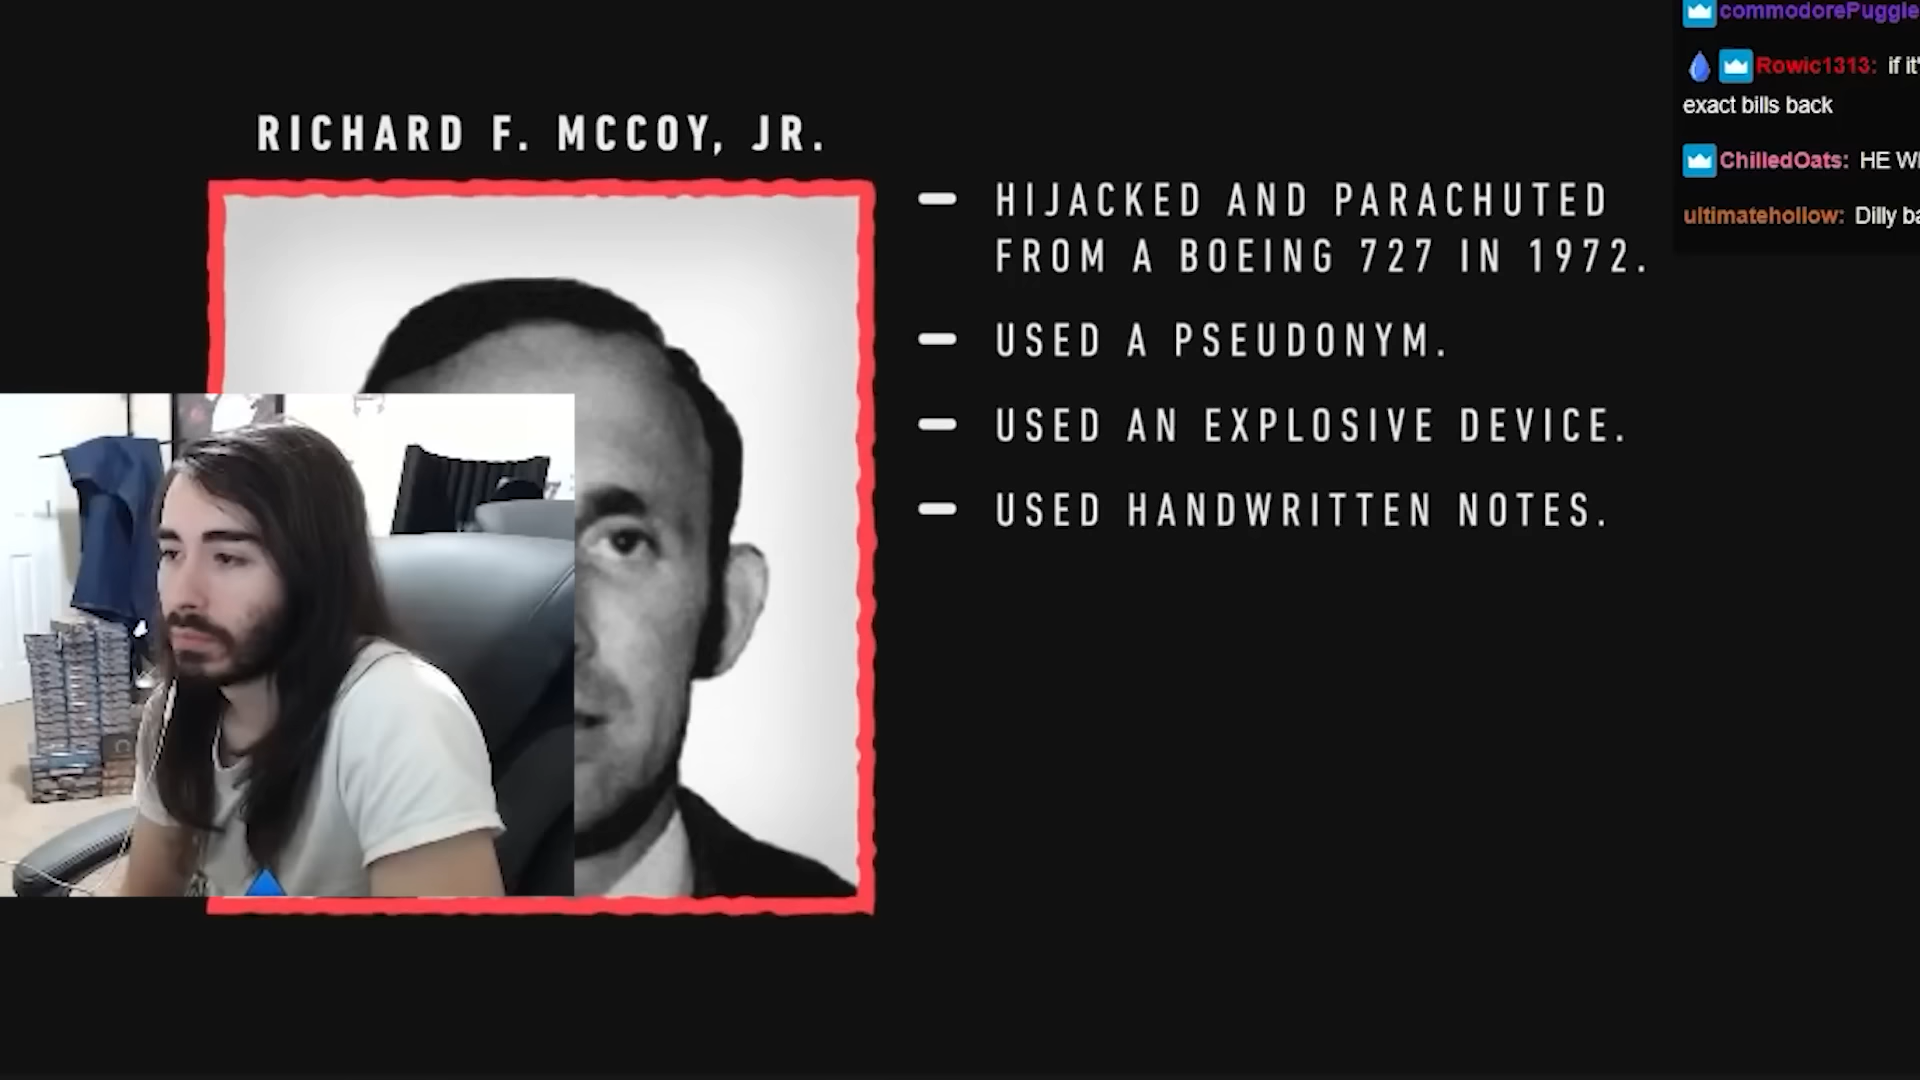 RICHARD F. MCCOY, JR.
HIJACKED AND PARACHUTED
FROM A BOEING 727 IN 1972.
USED A PSEUDONYM.
USED AN EXPLOSIVE DEVICE.
USED HANDWRITTEN NOTES.
commodorePuggle
Rowic1313: if it'
exact bills back
ChilledOats: HE
ultimatehollow: Dilly